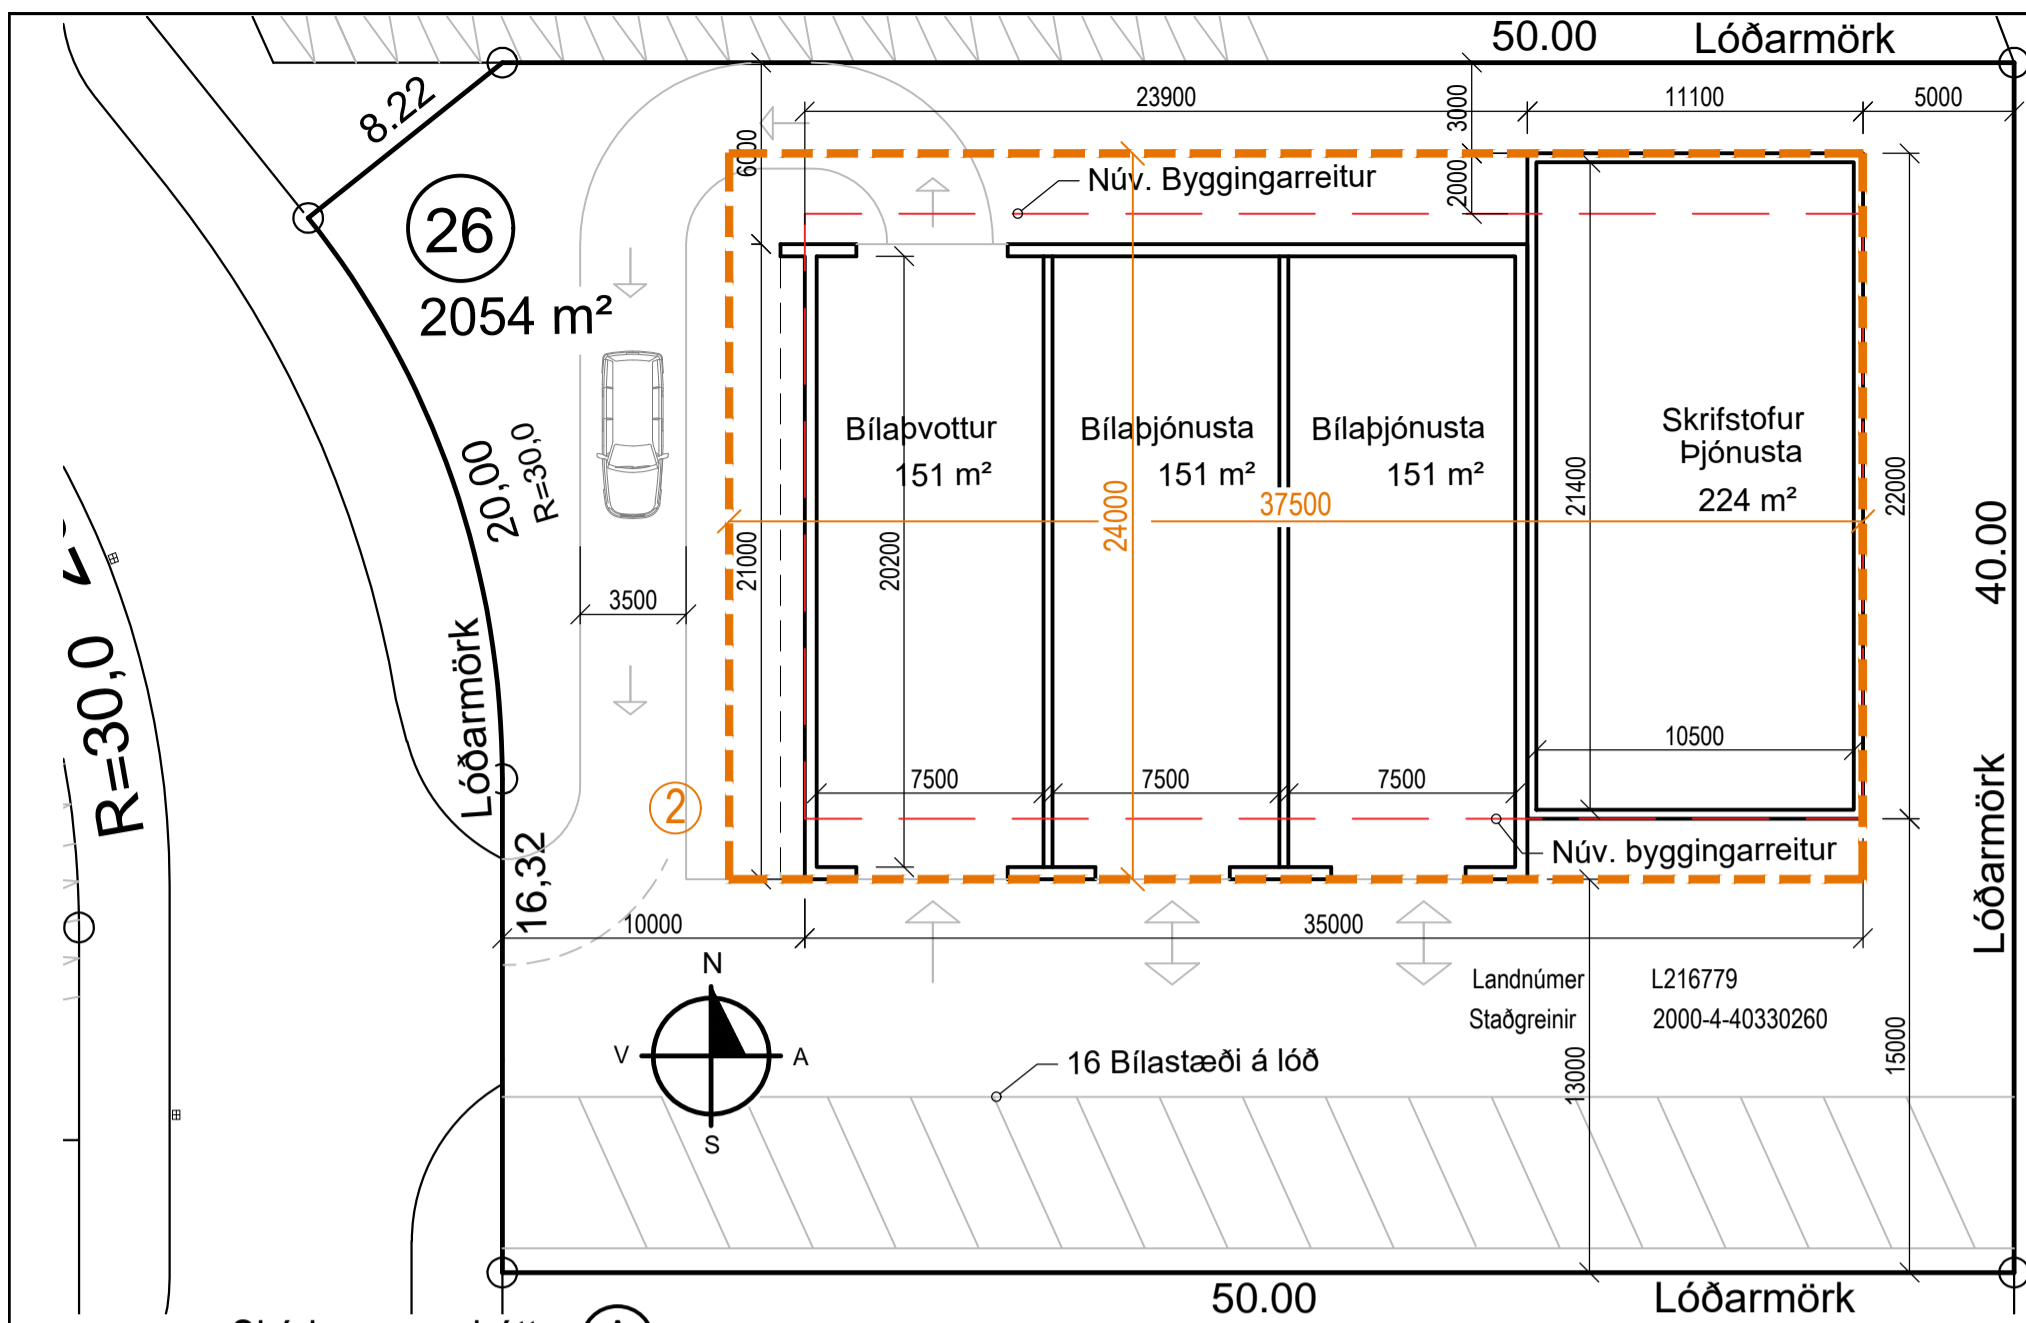 50.00 Lóðarmörk
8.22
23900
11100
5000
3000
6000
2000
Núv. Byggingarreitur
26
2054 m²
20,00
R=30,0
Bílaþvottur
151 m²
Bílaþjónusta
151 m²
Bílaþjónusta
151 m²
Skrifstofur
Þjónusta
224 m²
24000
37500
21000
20200
21400
22000
40.00
3500
R=30,0
Lóðarmörk
10500
7500
7500
7500
2
Lóðarmörk
Núv. byggingarreitur
16,32
10000
35000
N
V
A
S
Landnúmer L216779
Staðgreinir 2000-4-40330260
16 Bílastæði á lóð
13000
15000
50.00 Lóðarmörk